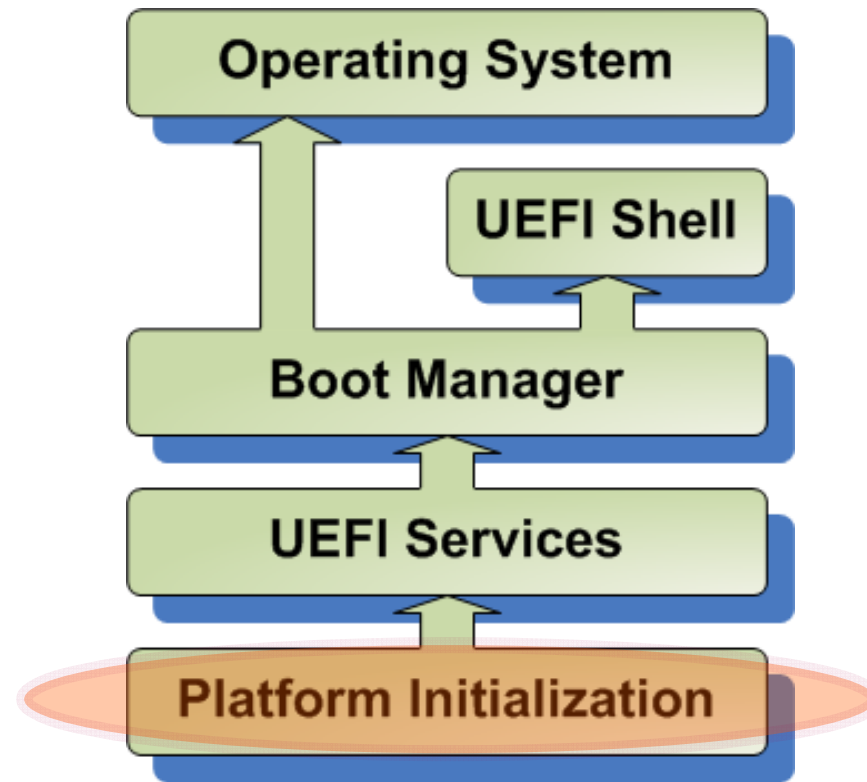 Operating System
UEFI Shell
Boot Manager
UEFI Services
Platform Initialization